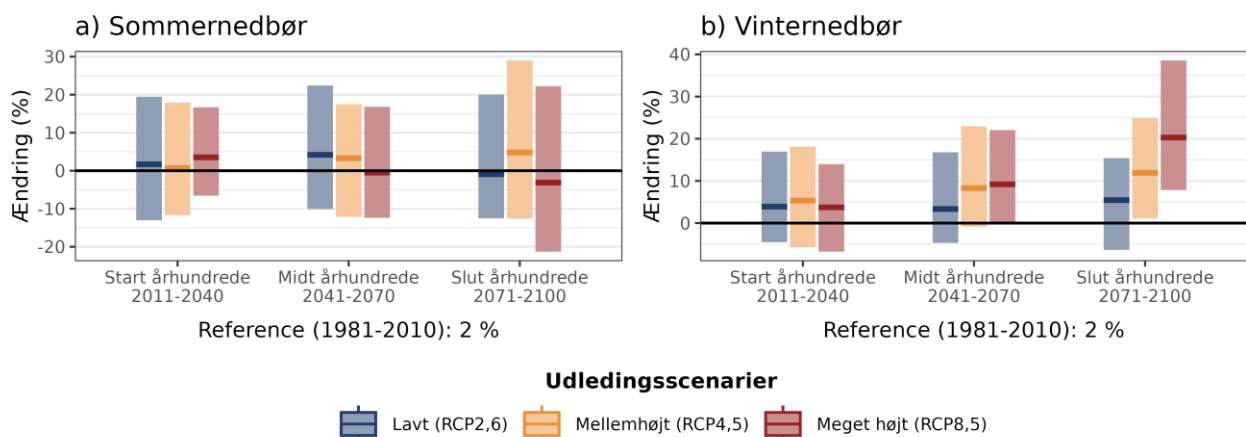 a) Sommernedbør
Ændring (%)
30
20
10
0
-10
-20
Start århundrede
2011-2040
Midt århundrede
2041-2070
Slut århundrede
2071-2100
Reference (1981-2010): 2 %
b) Vinternedbør
Ændring (%)
40
30
20
10
0
Start århundrede
2011-2040
Midt århundrede
2041-2070
Slut århundrede
2071-2100
Reference (1981-2010): 2 %
Udledingsscenarier
Lavt (RCP2,6)
Mellemhøjt (RCP4,5)
Meget højt (RCP8,5)